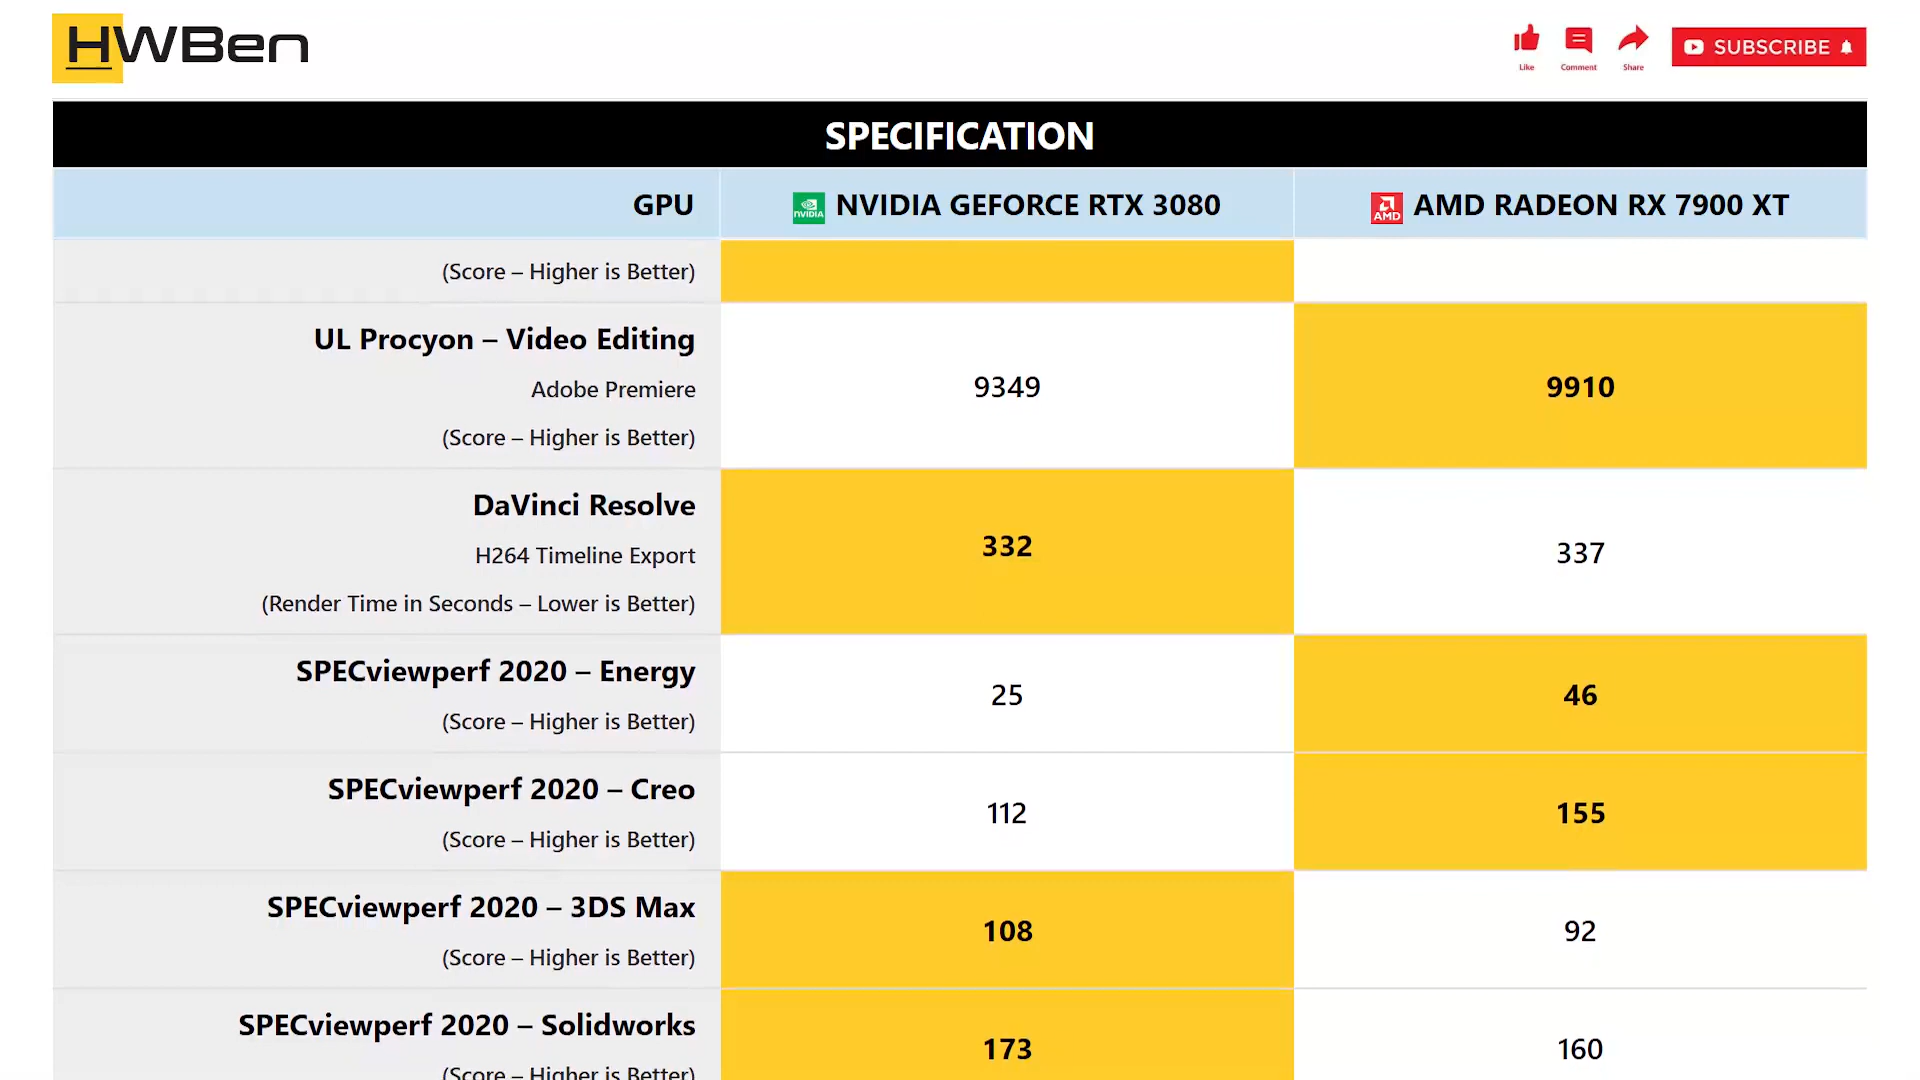 HWBen
Like
Comment
Share
SUBSCRIBE
SPECIFICATION
GPU
NVIDIA
NVIDIA GEFORCE RTX 3080
AMD
AMD RADEON RX 7900 XT
(Score – Higher is Better)
UL Procyon – Video Editing
Adobe Premiere
(Score – Higher is Better)
9349
9910
DaVinci Resolve
H264 Timeline Export
(Render Time in Seconds – Lower is Better)
332
337
SPECviewperf 2020 – Energy
(Score – Higher is Better)
25
46
SPECviewperf 2020 – Creo
(Score – Higher is Better)
112
155
SPECviewperf 2020 – 3DS Max
(Score – Higher is Better)
108
92
SPECviewperf 2020 – Solidworks
(Score – Higher is Better)
173
160